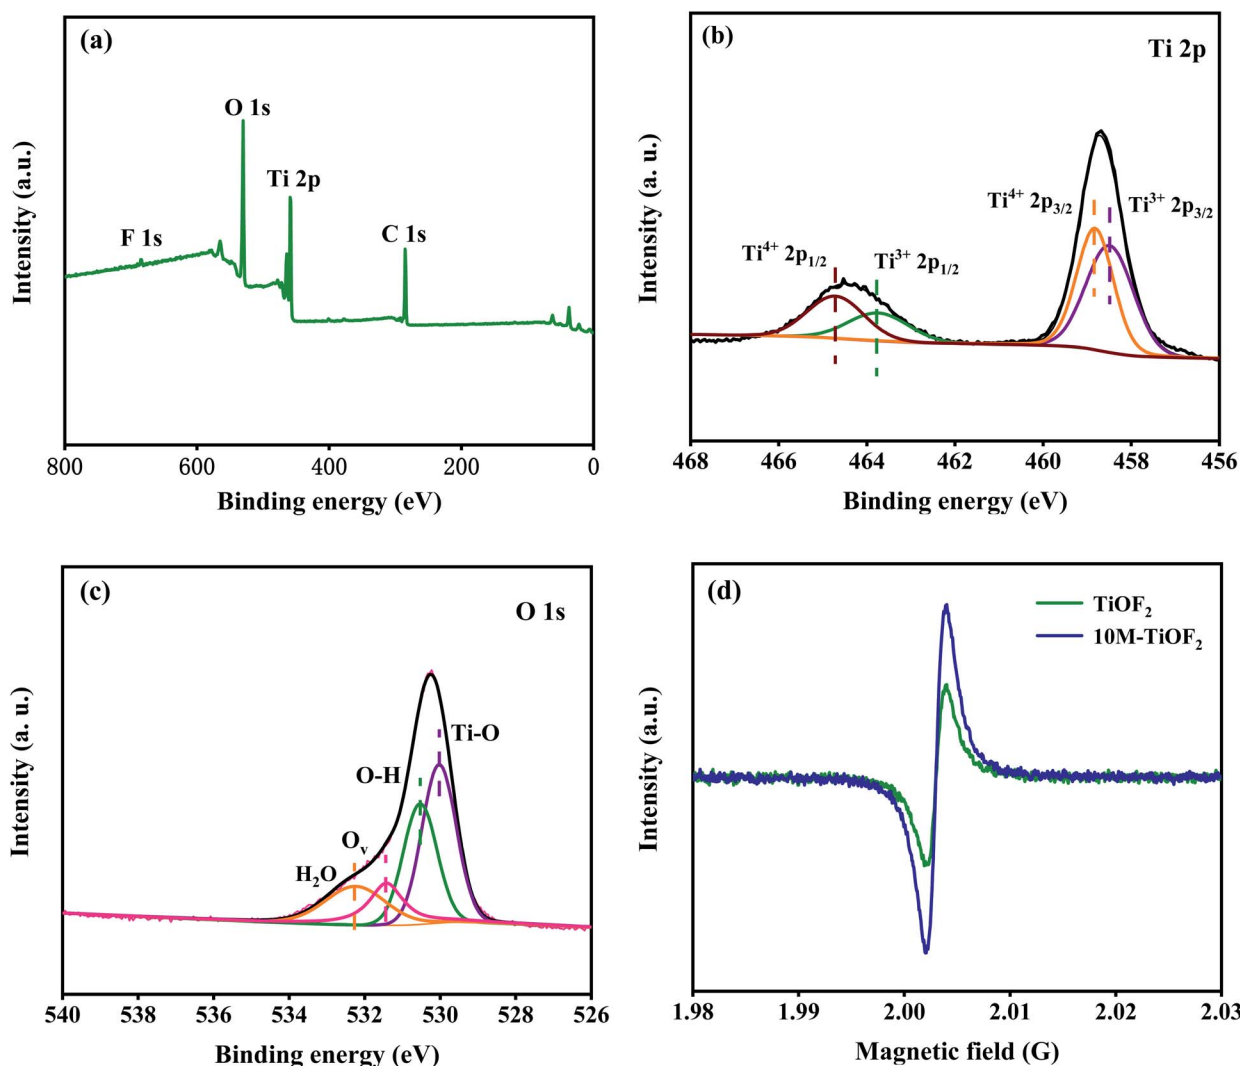 (a)
O 1s
Ti 2p
F 1s
C 1s
Intensity (a.u.)
800 600 400 200 0
Binding energy (eV)
(b)
Ti 2p
Ti⁴⁺ 2p₃/₂
Ti³⁺ 2p₃/₂
Ti⁴⁺ 2p₁/₂
Ti³⁺ 2p₁/₂
Intensity (a. u.)
468 466 464 462 460 458 456
Binding energy (eV)
(c)
O 1s
Ti-O
O-H
Oᵥ
H₂O
Intensity (a. u.)
540 536 534 532 530 528 526
Binding energy (eV)
(d)
TiOF₂
10M-TiOF₂
Intensity (a.u.)
1.98 1.99 2.00 2.01 2.02 2.03
Magnetic field (G)